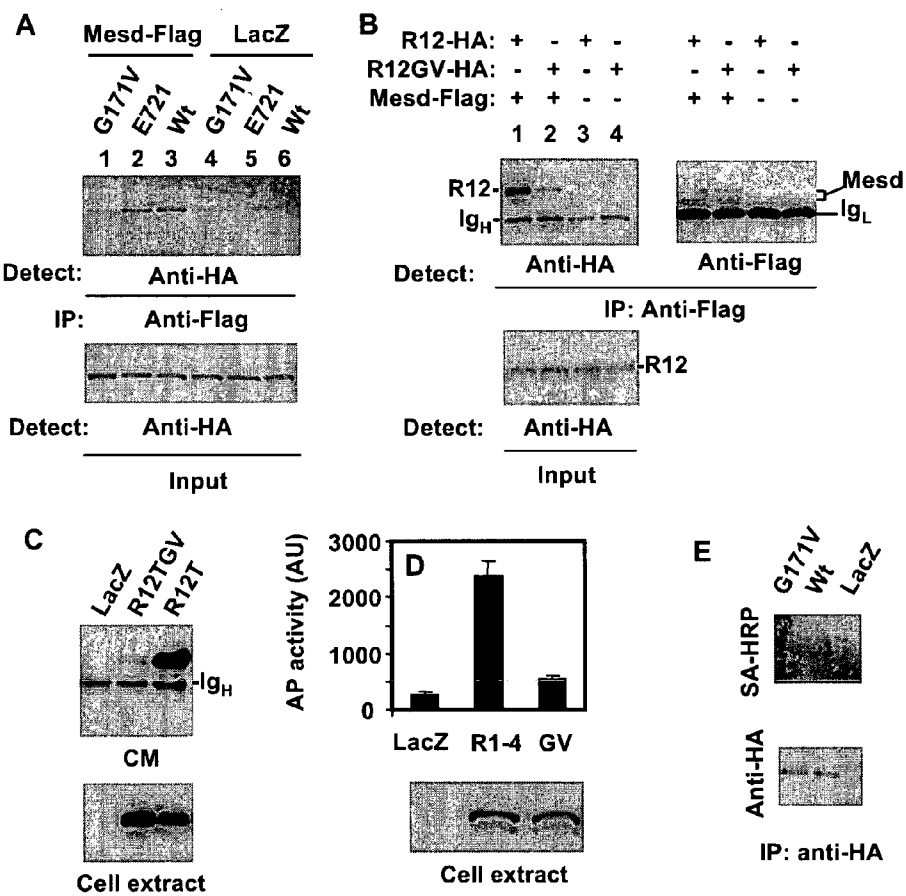 A
Mesd-Flag LacZ
G171V E721 Wt G171V E721 Wt
1 2 3 4 5 6
Detect: Anti-HA
IP: Anti-Flag
Detect: Anti-HA
Input
B
R12-HA: + - + - + - + -
R12GV-HA: - + - + - + - +
Mesd-Flag: + + - - + + - -
1 2 3 4
R12
IgH
Mesd
IgL
Detect: Anti-HA Anti-Flag
IP: Anti-Flag
R12
Detect: Anti-HA
Input
C
LacZ R12TGV R12T
IgH
CM
Cell extract
D
AP activity (AU)
3000
2000
1000
0
LacZ R1-4 GV
Cell extract
E
G171V Wt LacZ
SA-HRP
Anti-HA
IP: anti-HA